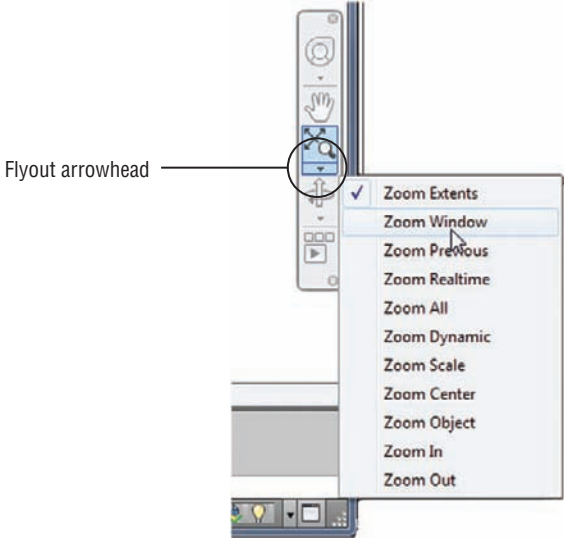 Flyout arrowhead
Zoom Extents
Zoom Window
Zoom Previous
Zoom Realtime
Zoom All
Zoom Dynamic
Zoom Scale
Zoom Center
Zoom Object
Zoom In
Zoom Out